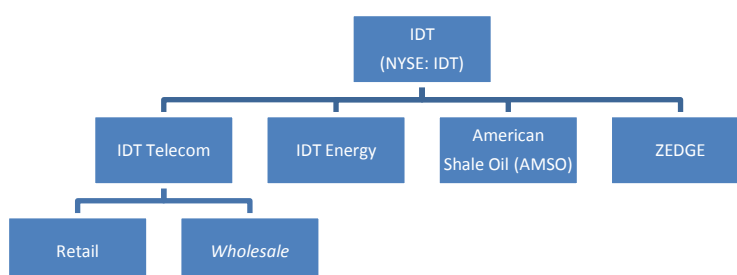 IDT
(NYSE: IDT)
IDT Telecom
IDT Energy
American
Shale Oil (AMSO)
ZEDGE
Retail
Wholesale